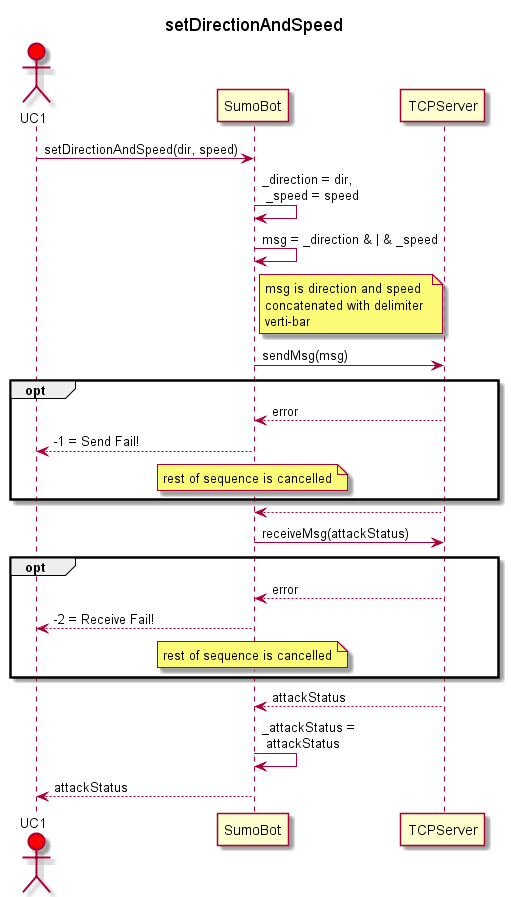 setDirectionAndSpeed
UC1
SumoBot
TCPServer
setDirectionAndSpeed(dir, speed)
_direction = dir,
_speed = speed
msg = _direction & | & _speed
msg is direction and speed
concatenated with delimiter
verti-bar
sendMsg(msg)
opt
error
-1 = Send Fail!
rest of sequence is cancelled
receiveMsg(attackStatus)
opt
error
-2 = Receive Fail!
rest of sequence is cancelled
attackStatus
_attackStatus =
attackStatus
attackStatus
UC1
SumoBot
TCPServer